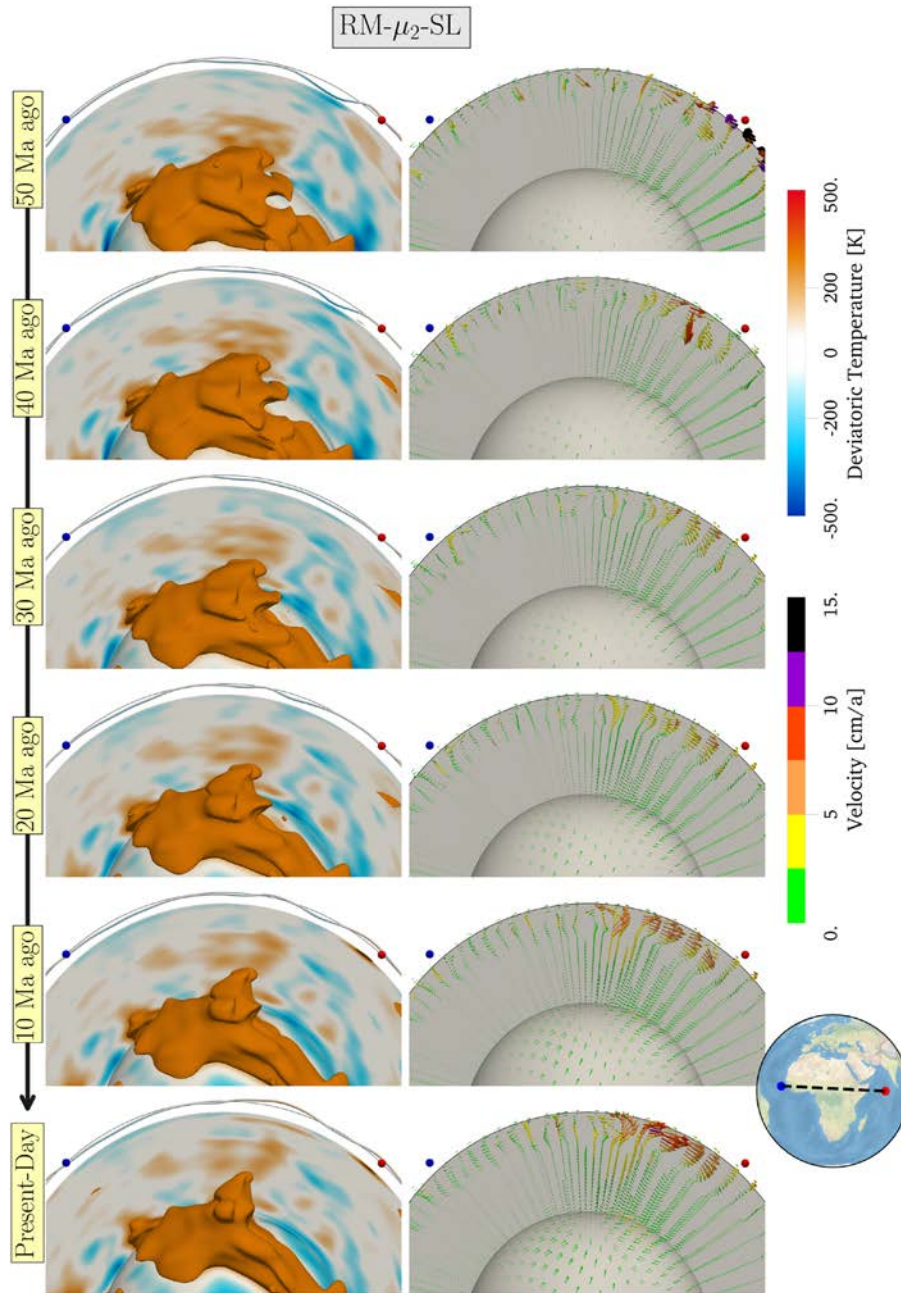 RM-μ₂-SL
50 Ma ago
40 Ma ago
30 Ma ago
20 Ma ago
10 Ma ago
Present-Day
500.
200
0
-200
-500.
Deviatoric Temperature [K]
15.
10
5
0.
Velocity [cm/a]